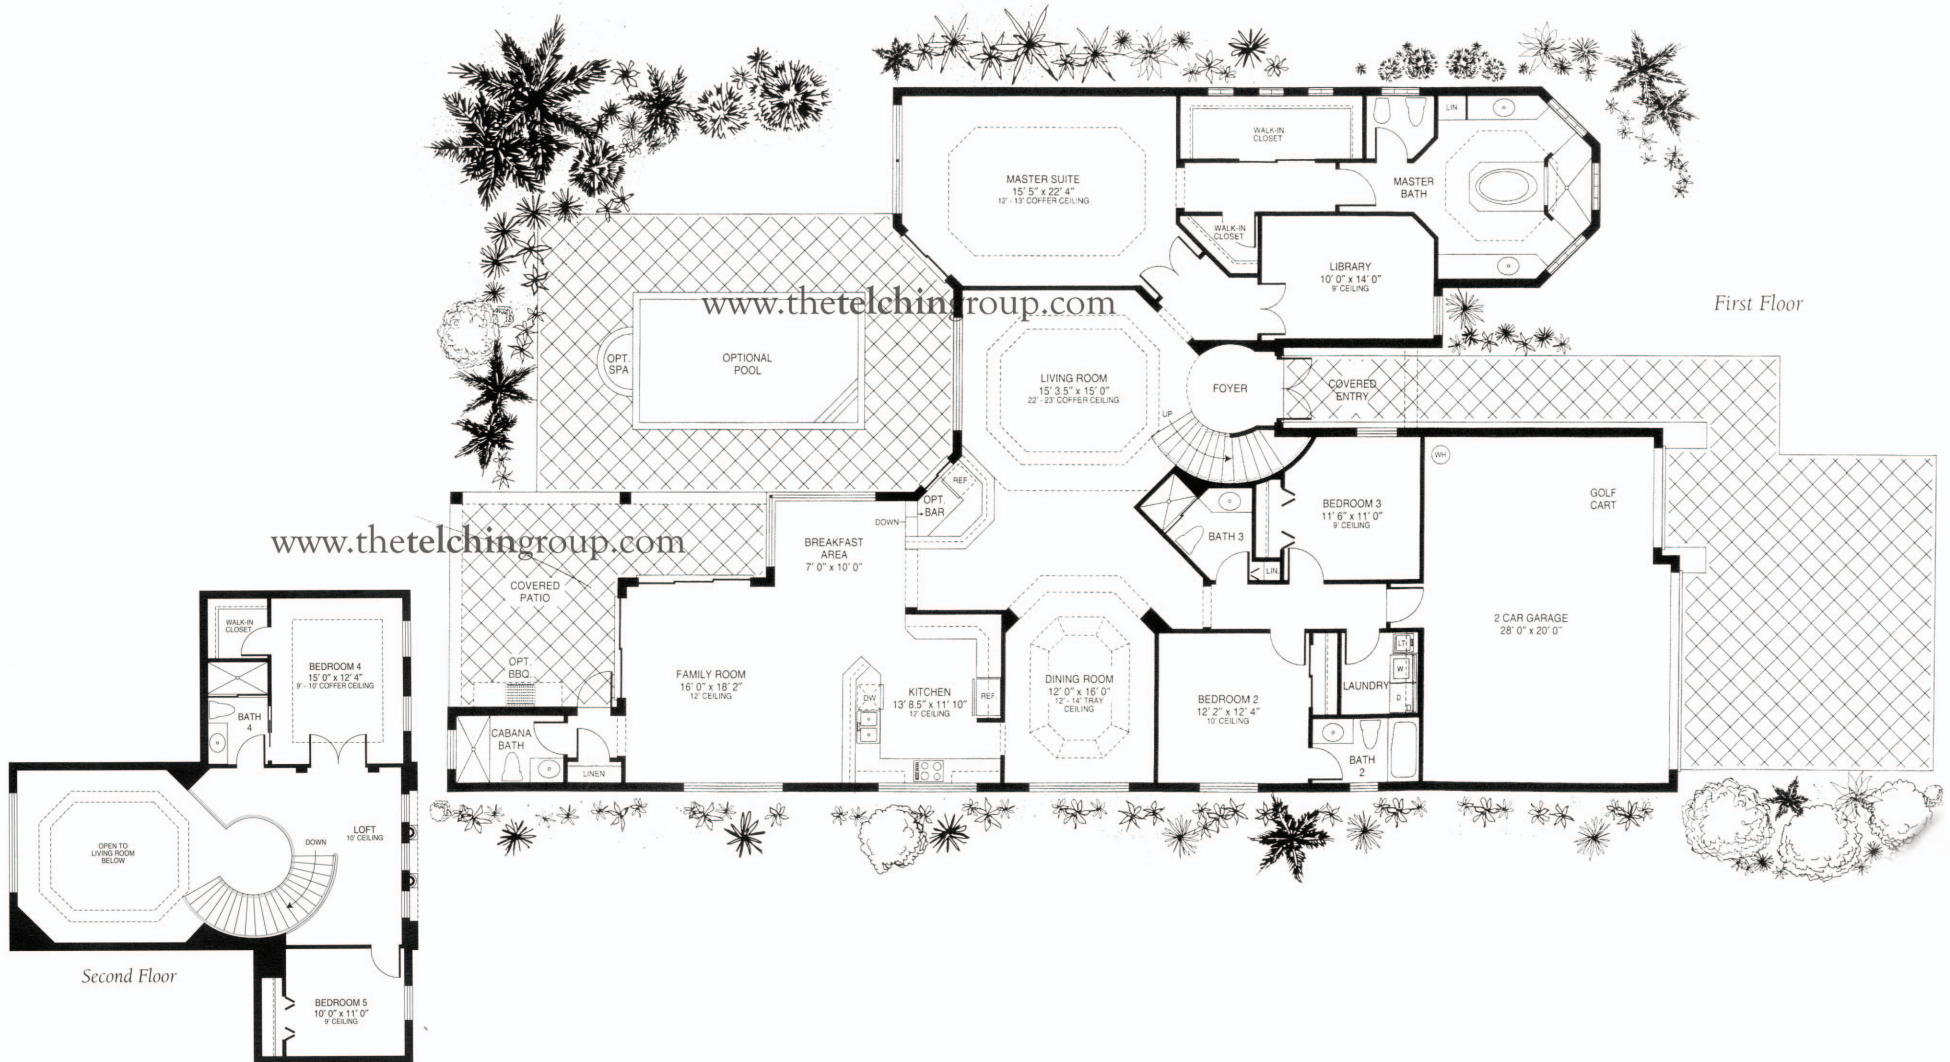 WALK-IN
CLOSET
LIN
MASTER SUITE
15' 5" x 22' 4"
12' - 13' COFFER CEILING
MASTER
BATH
WALK-IN
CLOSET
LIBRARY
10' 0" x 14' 0"
9' CEILING
www.thetelchingroup.com
First Floor
OPT.
SPA
OPTIONAL
POOL
LIVING ROOM
15' 3.5" x 15' 0"
22' - 23' COFFER CEILING
FOYER
COVERED
ENTRY
UP
WH
GOLF
CART
REF
OPT.
BAR
DOWN
BEDROOM 3
11' 6" x 11' 0"
9' CEILING
BATH 3
LIN
www.thetelchingroup.com
BREAKFAST
AREA
7' 0" x 10' 0"
COVERED
PATIO
2 CAR GARAGE
28' 0" x 20' 0"
OPT.
BBQ
FAMILY ROOM
16' 0" x 18' 2"
12' CEILING
DW
KITCHEN
13' 8.5" x 11' 10"
12' CEILING
REF
DINING ROOM
12' 0" x 16' 0"
12' - 14' TRAY
CEILING
BEDROOM 2
12' 2" x 12' 4"
10' CEILING
LT
W
D
LAUNDRY
BATH
2
CABANA
BATH
LINEN
WALK-IN
CLOSET
BEDROOM 4
15' 0" x 12' 4"
9' - 10' COFFER CEILING
BATH
4
LOFT
10' CEILING
DOWN
OPEN TO
LIVING ROOM
BELOW
Second Floor
BEDROOM 5
10' 0" x 11' 0"
9' CEILING